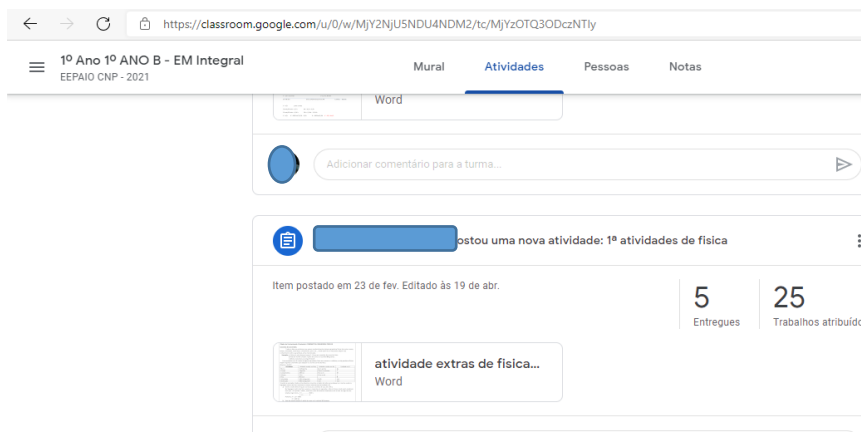 https://classroom.google.com/u/0/w/MjY2NjU5NDU4NDM2/tc/MjYzOTQ3ODczNTIy
1º Ano 1º ANO B - EM Integral
EEPAIO CNP - 2021
Mural Atividades Pessoas Notas
Word
Adicionar comentário para a turma...
ostou uma nova atividade: 1ª atividades de fisica
Item postado em 23 de fev. Editado às 19 de abr.
5 25
Entregues Trabalhos atribuído
atividade extras de fisica...
Word